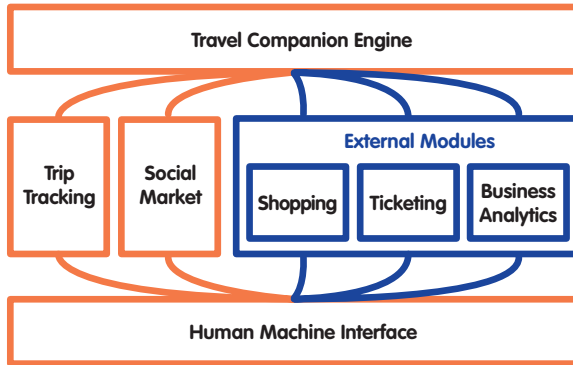 Travel Companion Engine
Trip
Tracking
Social
Market
External Modules
Shopping
Ticketing
Business
Analytics
Human Machine Interface